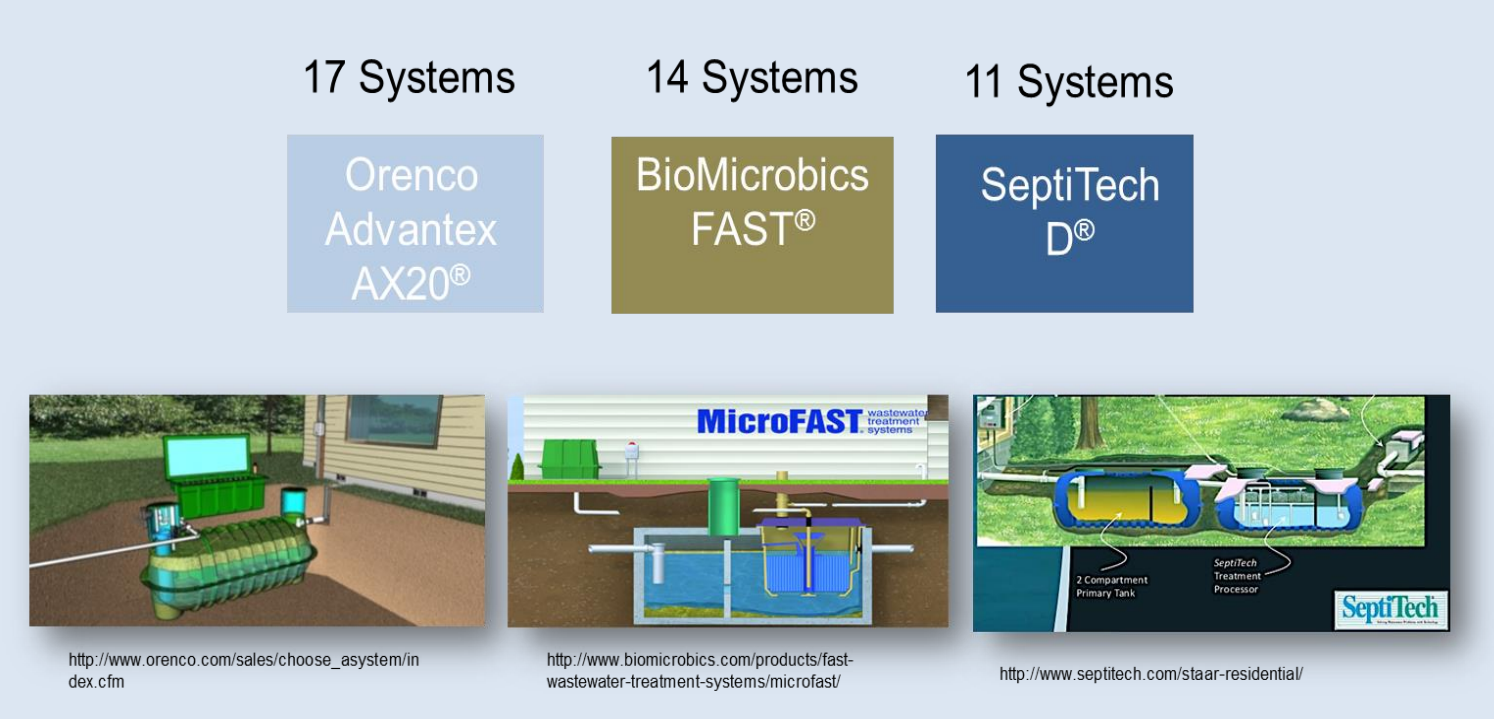 17 Systems
14 Systems
11 Systems
Orenco
Advantex
AX20®
BioMicrobics
FAST®
SeptiTech
D®
MicroFAST®
wastewater
treatment
systems
2 Compartment
Primary Tank
SeptiTech
Treatment
Processor
SeptiTech
http://www.orenco.com/sales/choose_asystem/in
dex.cfm
http://www.biomicrobics.com/products/fast-
wastewater-treatment-systems/microfast/
http://www.septitech.com/staar-residential/